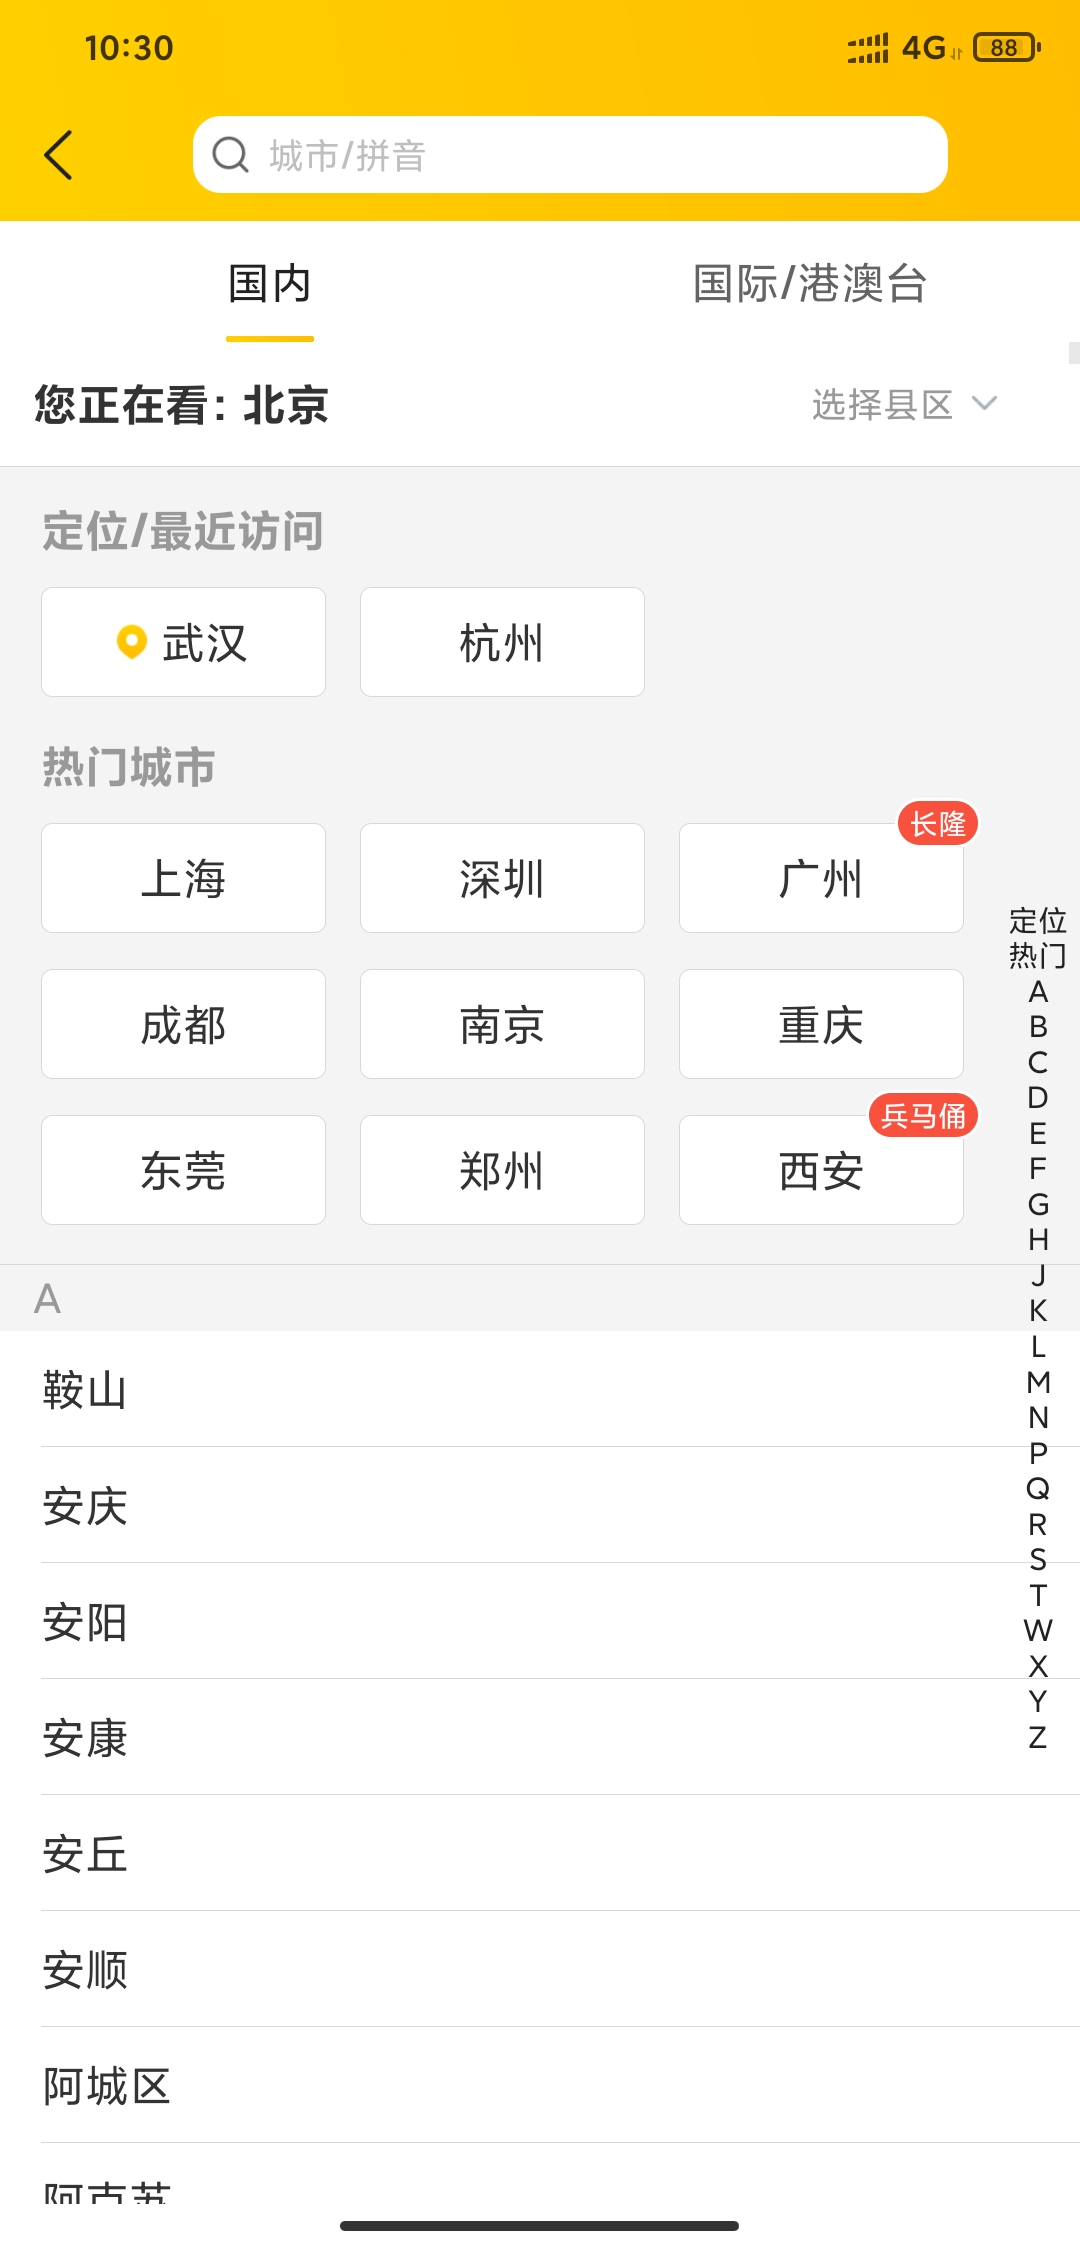 10:30
4G 88
城市/拼音
国内 国际/港澳台
您正在看: 北京 选择县区
定位/最近访问
武汉 杭州
热门城市
长隆
上海 深圳 广州
成都 南京 重庆
兵马俑
东莞 郑州 西安
定位
热门
A
B
C
D
E
F
G
H
J
K
L
M
N
P
Q
R
S
T
W
X
Y
Z
A
鞍山
安庆
安阳
安康
安丘
安顺
阿城区
阿克苏